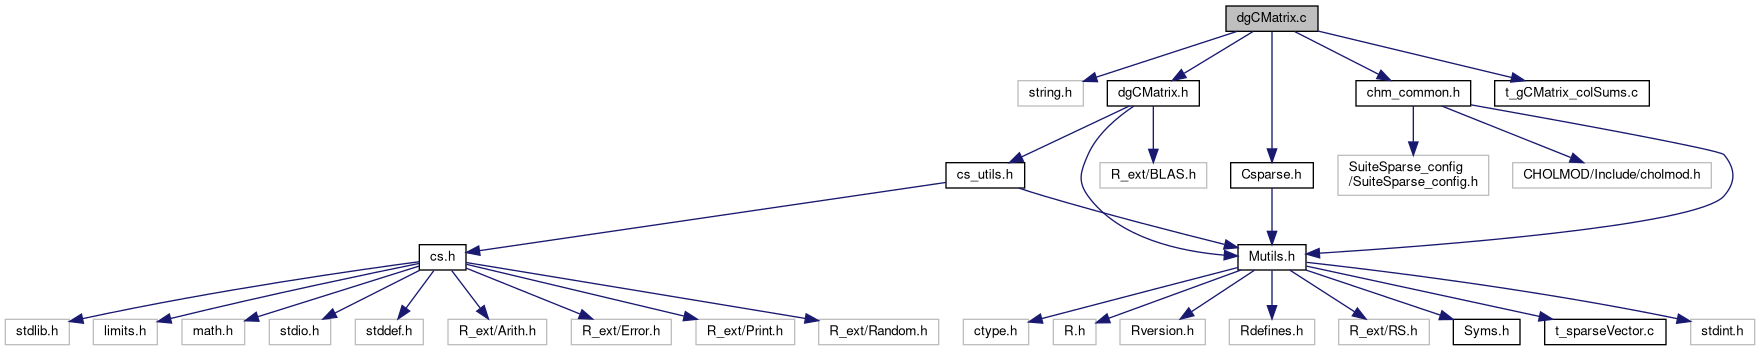 dgCMatrix.c
string.h
dgCMatrix.h
chm_common.h
t_gCMatrix_colSums.c
cs_utils.h
R_ext/BLAS.h
Csparse.h
SuiteSparse_config
/SuiteSparse_config.h
CHOLMOD/Include/cholmod.h
cs.h
Mutils.h
stdlib.h
limits.h
math.h
stdio.h
stddef.h
R_ext/Arith.h
R_ext/Error.h
R_ext/Print.h
R_ext/Random.h
ctype.h
R.h
Rversion.h
Rdefines.h
R_ext/RS.h
Syms.h
t_sparseVector.c
stdint.h